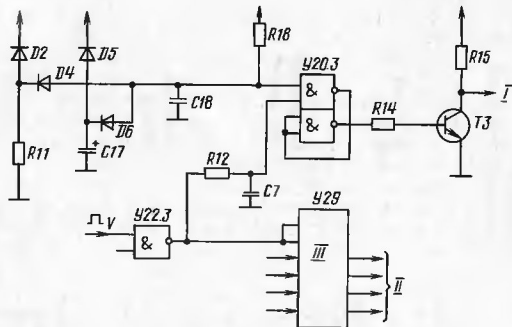 D2
D5
R18
У20.3
R15
I
D4
&
D6
C18
&
R14
T3
R11
+
C17
R12
C7
У29
V
У22.3
&
III
II